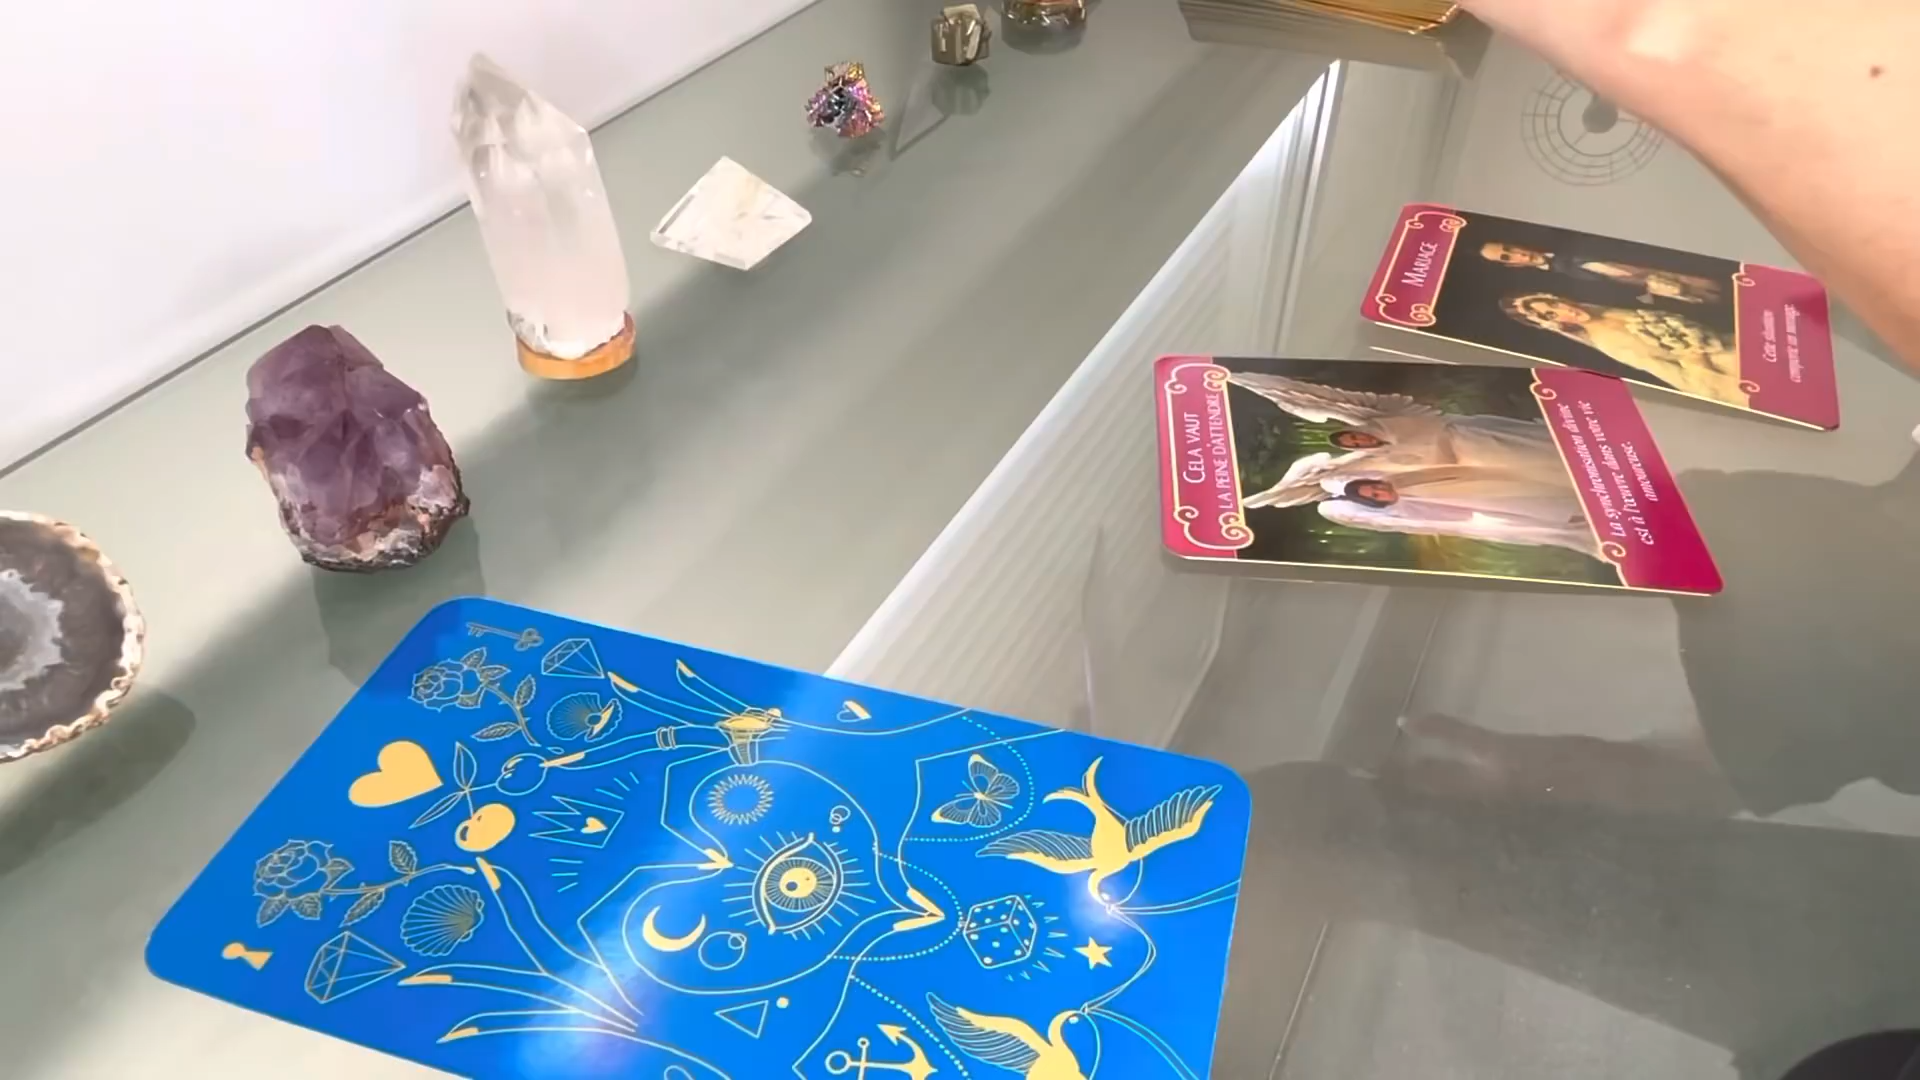 MARIAGE
Cette situation
comporte un mariage.
CELA VAUT
LA PEINE D'ATTENDRE
La synchronisation divine
est à l'œuvre dans votre vie
amoureuse.